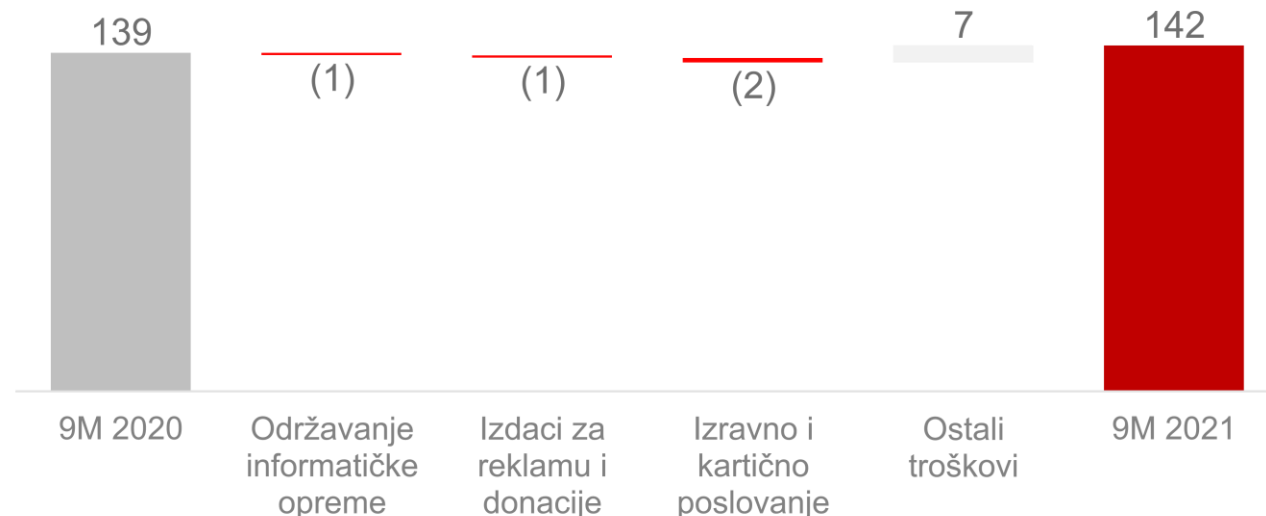 139
(1)
(1)
(2)
7
142
9M 2020
Održavanje
informatičke
opreme
Izdaci za
reklamu i
donacije
Izravno i
kartično
poslovanje
Ostali
troškovi
9M 2021